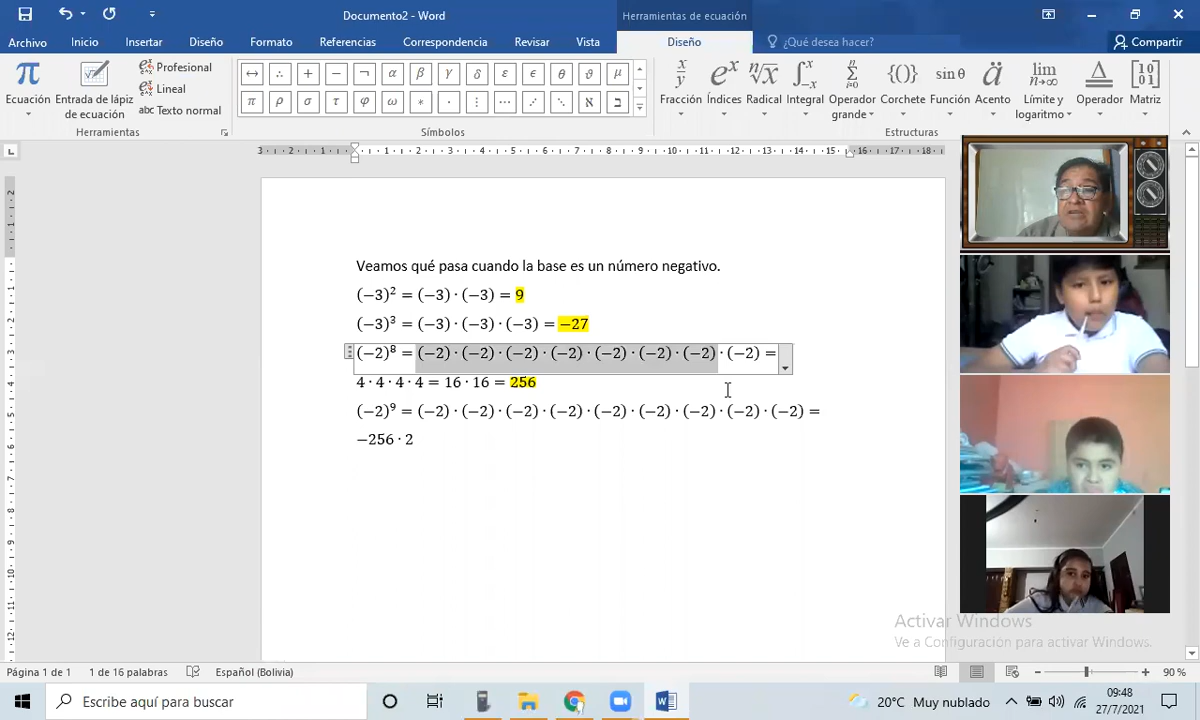 Documento2 - Word
Herramientas de ecuación
Archivo Inicio Insertar Diseño Formato Referencias Correspondencia Revisar Vista Diseño ¿Qué desea hacer? Compartir
Ecuación
Entrada de lápiz de ecuación
Profesional
Lineal
abc Texto normal
Herramientas
Símbolos
Fracción Índices Radical Integral Operador grande Corchete Función Acento Límite y logaritmo Operador Matriz
Estructuras
Veamos qué pasa cuando la base es un número negativo.
(−3)² = (−3) · (−3) = 9
(−3)³ = (−3) · (−3) · (−3) = −27
(−2)⁸ = (−2) · (−2) · (−2) · (−2) · (−2) · (−2) · (−2) · (−2) =
4 · 4 · 4 · 4 = 16 · 16 = 256
(−2)⁹ = (−2) · (−2) · (−2) · (−2) · (−2) · (−2) · (−2) · (−2) · (−2) =
−256 · 2
Activar Windows
Ve a Configuración para activar Windows.
Página 1 de 1 1 de 16 palabras Español (Bolivia) 90 %
Escribe aquí para buscar
20°C Muy nublado
09:48
27/7/2021